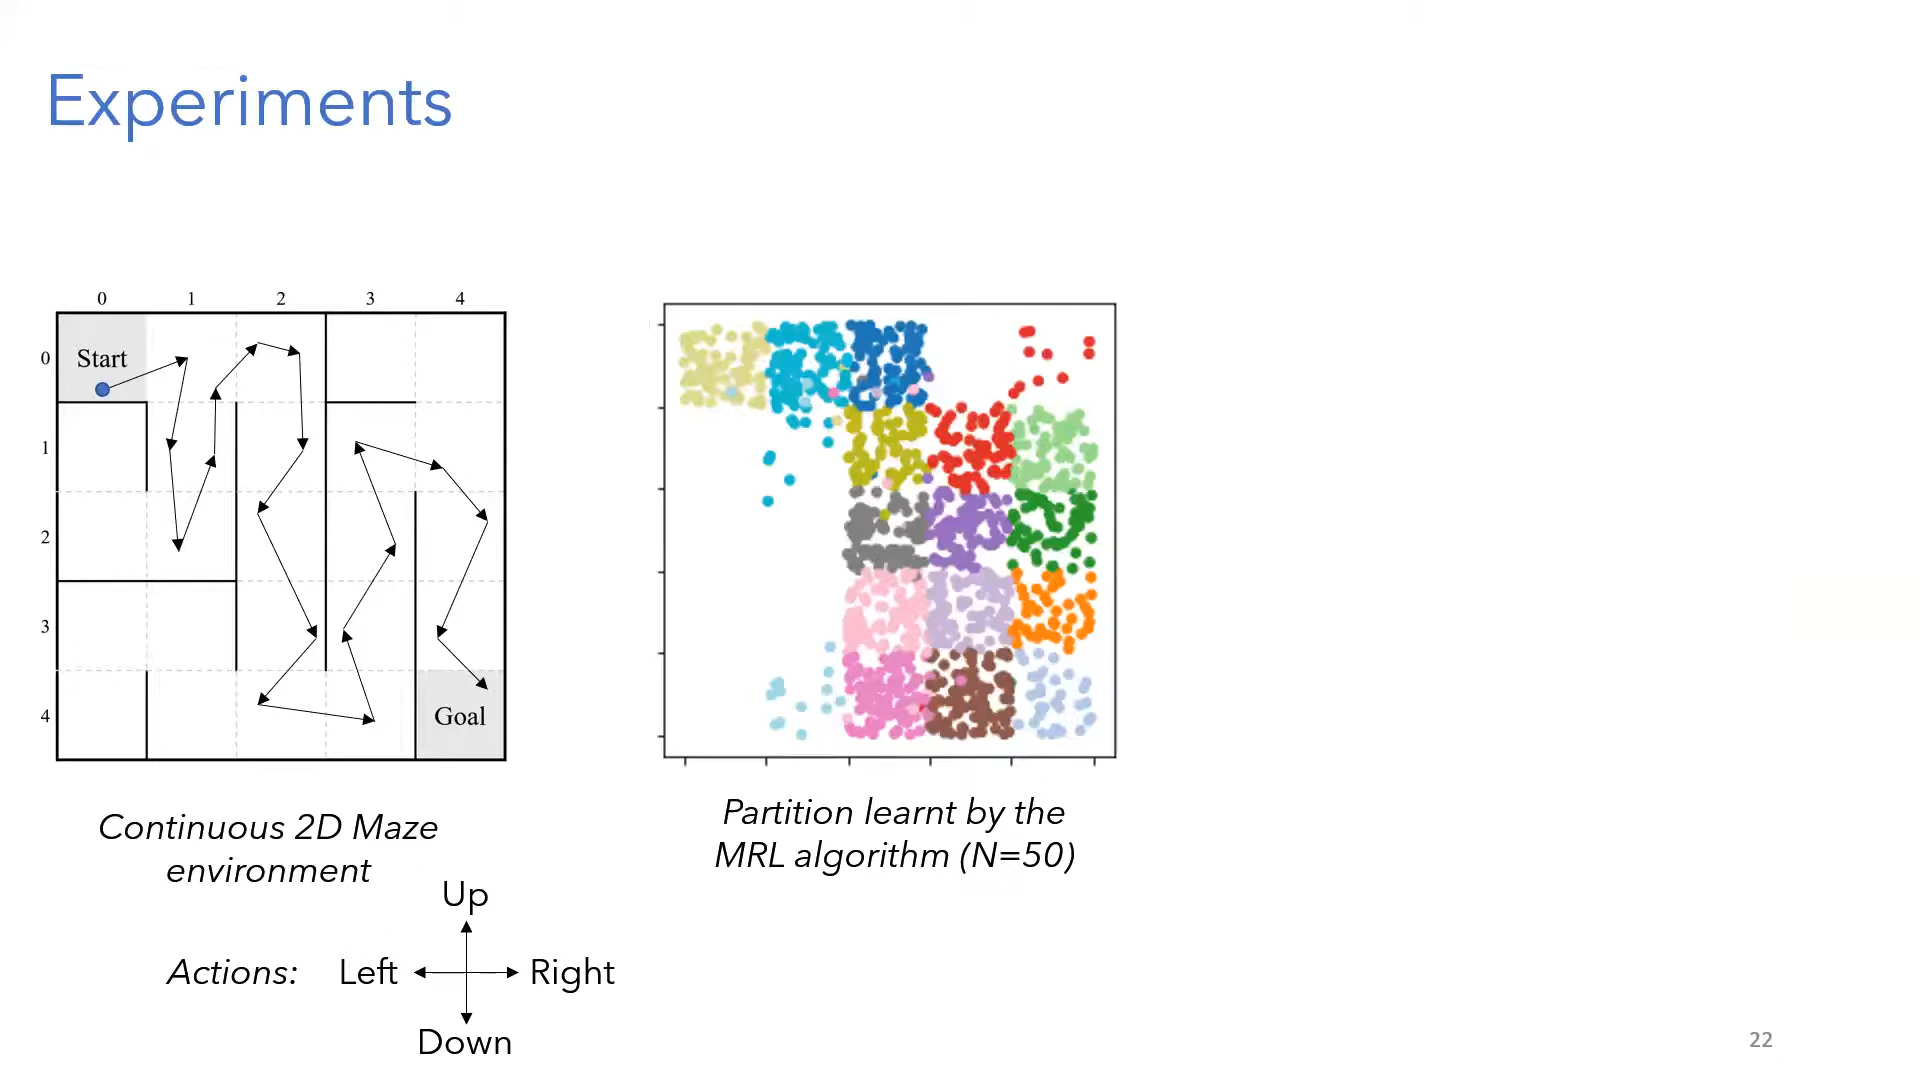 Experiments
0 1 2 3 4
0
1
2
3
4
Start
Goal
Continuous 2D Maze
environment
Partition learnt by the
MRL algorithm (N=50)
Up
Actions: Left Right
Down
22